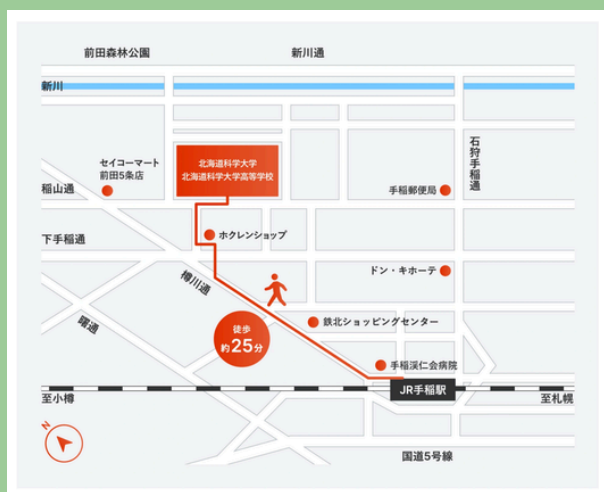 前田森林公園
新川通
新川
石狩手稲通
セイコーマート
前田5条店
北海道科学大学
北海道科学大学高等学校
稲山通
手稲郵便局
下手稲通
ホクレンショップ
樽川通
ドン・キホーテ
曙通
徒歩
約25分
鉄北ショッピングセンター
手稲渓仁会病院
JR手稲駅
至小樽
至札幌
N
国道5号線